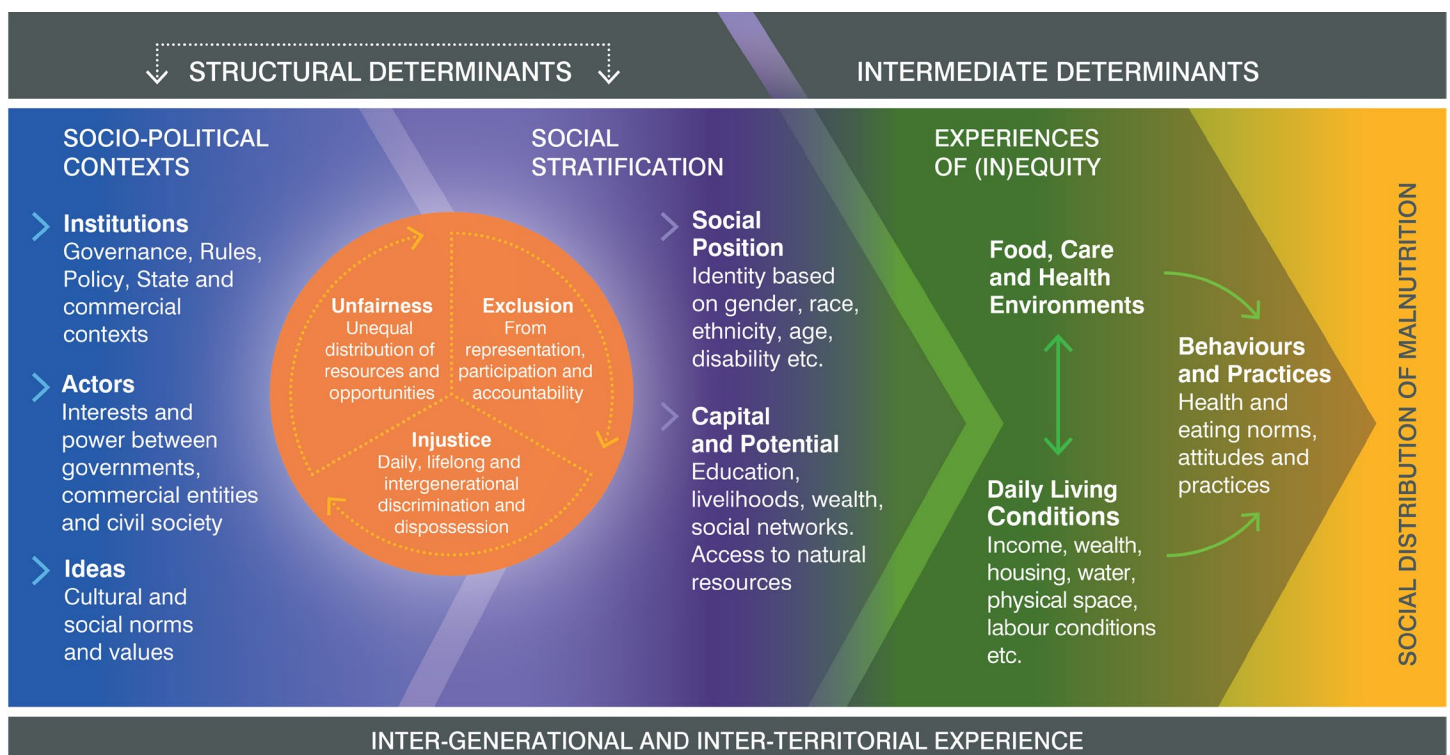 STRUCTURAL DETERMINANTS
INTERMEDIATE DETERMINANTS
SOCIO-POLITICAL
CONTEXTS
Institutions
Governance, Rules,
Policy, State and
commercial
contexts
Actors
Interests and
power between
governments,
commercial entities
and civil society
Ideas
Cultural and
social norms
and values
Unfairness
Unequal
distribution of
resources and
opportunities
Exclusion
From
representation,
participation and
accountability
Injustice
Daily, lifelong and
intergenerational
discrimination and
dispossession
SOCIAL
STRATIFICATION
Social
Position
Identity based
on gender, race,
ethnicity, age,
disability etc.
Capital
and Potential
Education,
livelihoods, wealth,
social networks.
Access to natural
resources
EXPERIENCES
OF (IN)EQUITY
Food, Care
and Health
Environments
Daily Living
Conditions
Income, wealth,
housing, water,
physical space,
labour conditions
etc.
Behaviours
and Practices
Health and
eating norms,
attitudes and
practices
SOCIAL DISTRIBUTION OF MALNUTRITION
INTER-GENERATIONAL AND INTER-TERRITORIAL EXPERIENCE